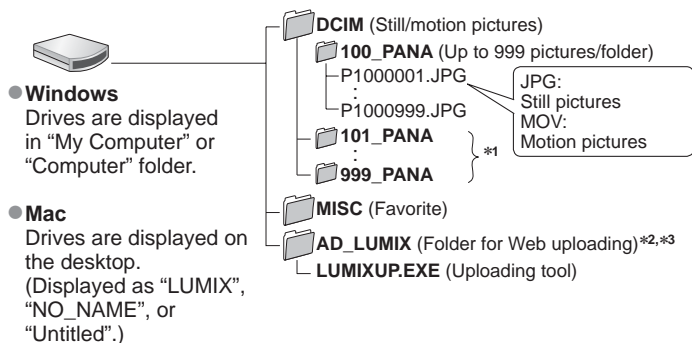 ●Windows
Drives are displayed
in “My Computer” or
“Computer” folder.
●Mac
Drives are displayed on
the desktop.
(Displayed as “LUMIX”,
“NO_NAME”, or
“Untitled”.)
DCIM (Still/motion pictures)
100_PANA (Up to 999 pictures/folder)
P1000001.JPG
:
P1000999.JPG
JPG:
Still pictures
MOV:
Motion pictures
101_PANA
:
999_PANA
*1
MISC (Favorite)
AD_LUMIX (Folder for Web uploading)*2,*3
LUMIXUP.EXE (Uploading tool)